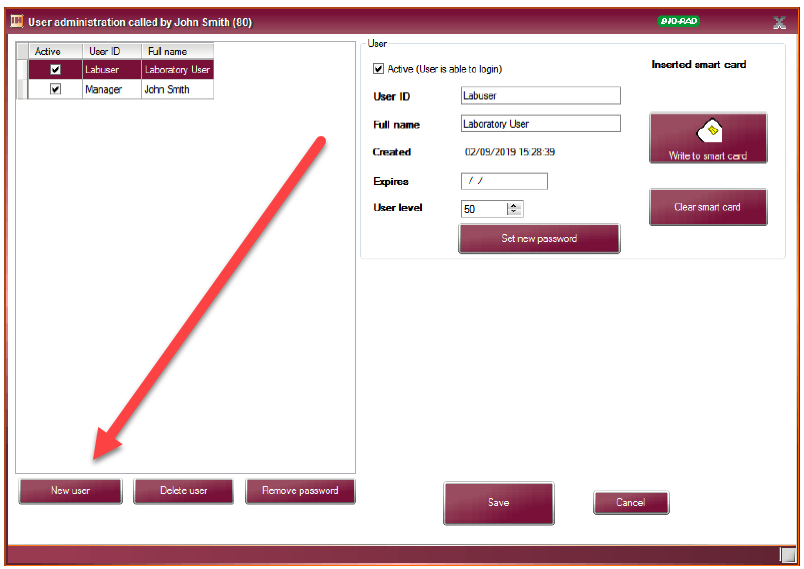 User administration called by John Smith (80)
BIO-RAD
Active User ID Full name
Labuser Laboratory User
Manager John Smith
User
Active (User is able to login)
User ID Labuser
Full name Laboratory User
Created 02/09/2019 15:28:39
Expires / /
User level 50
Set new password
Inserted smart card
Write to smart card
Clear smart card
New user Delete user Remove password
Save Cancel